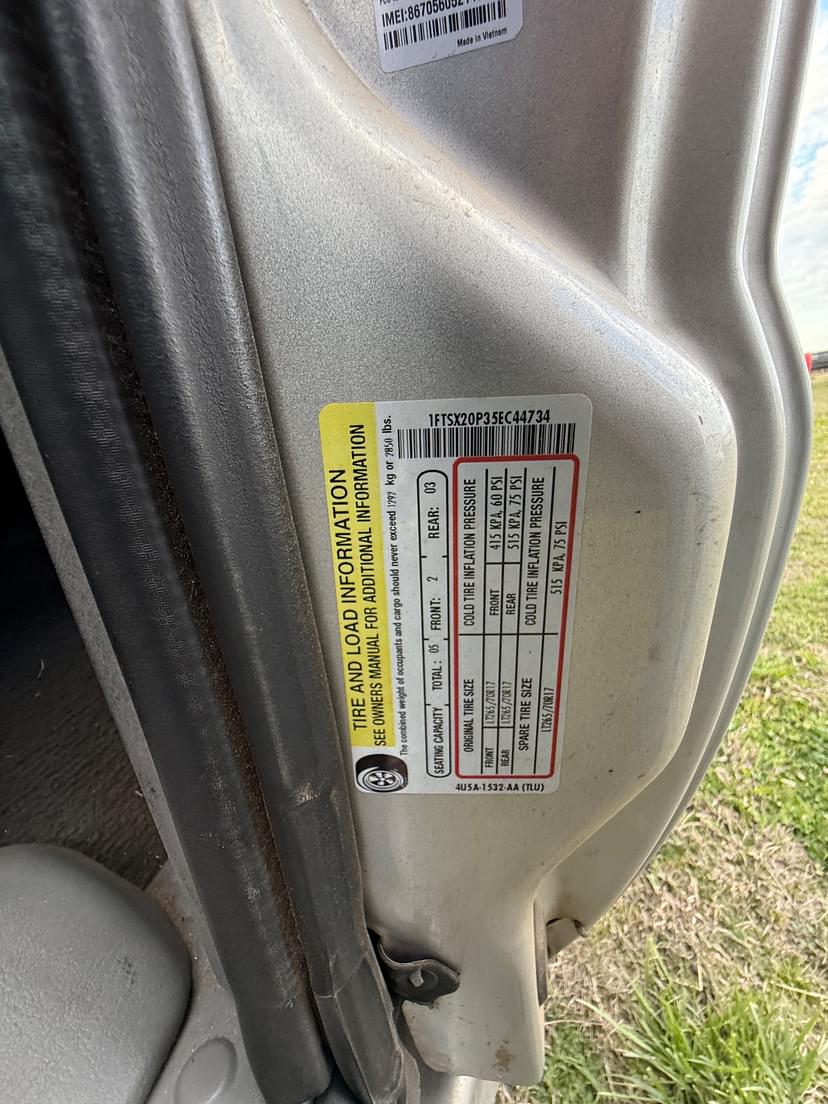 IMEI:8670560
Made in Vietnam
TIRE AND LOAD INFORMATION
SEE OWNERS MANUAL FOR ADDITIONAL INFORMATION
The combined weight of occupants and cargo should never exceed 1292 kg or 2850 lbs.
1FTSX20P35EC44734
SEATING CAPACITY TOTAL: 05 FRONT: 2 REAR: 03
ORIGINAL TIRE SIZE COLD TIRE INFLATION PRESSURE
FRONT LT265/70R17 FRONT 415 KPA, 60 PSI
REAR LT265/70R17 REAR 515 KPA, 75 PSI
SPARE TIRE SIZE COLD TIRE INFLATION PRESSURE
LT265/70R17 515 KPA, 75 PSI
4U5A-1532-AA (TLU)